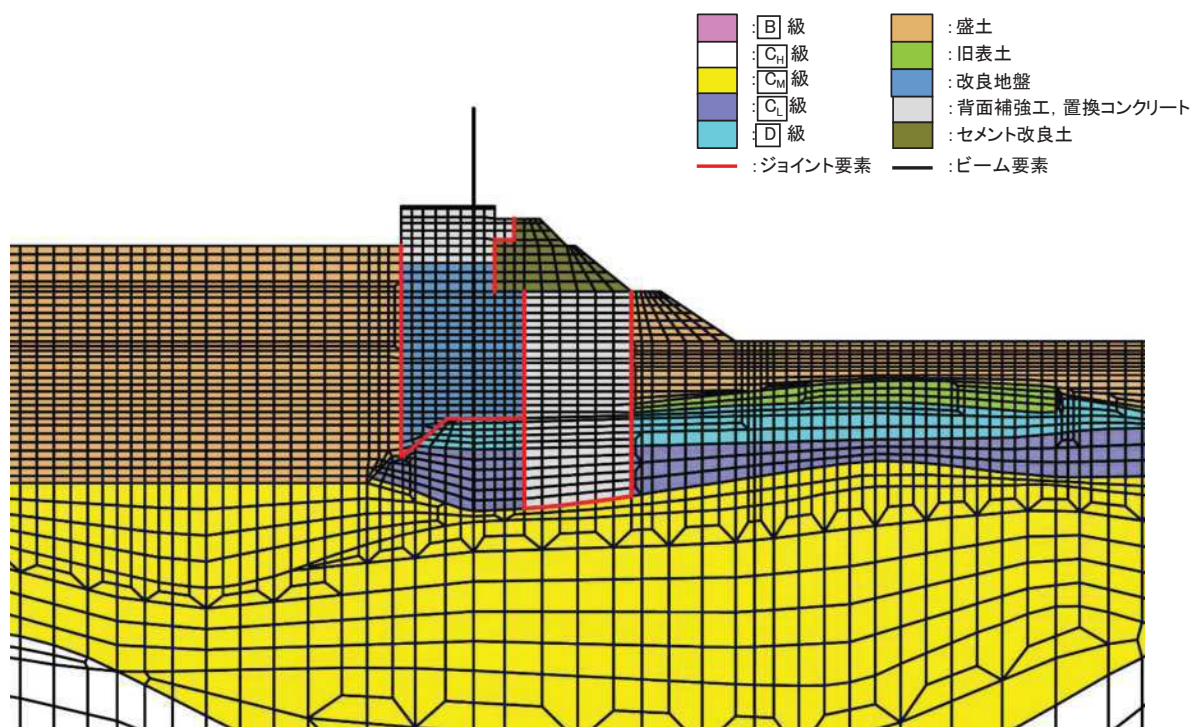 :B 級
:CH級
:CM級
:CL級
:D 級
:ジョイント要素
:盛土
:旧表土
:改良地盤
:背面補強工, 置換コンクリート
:セメント改良土
:ビーム要素